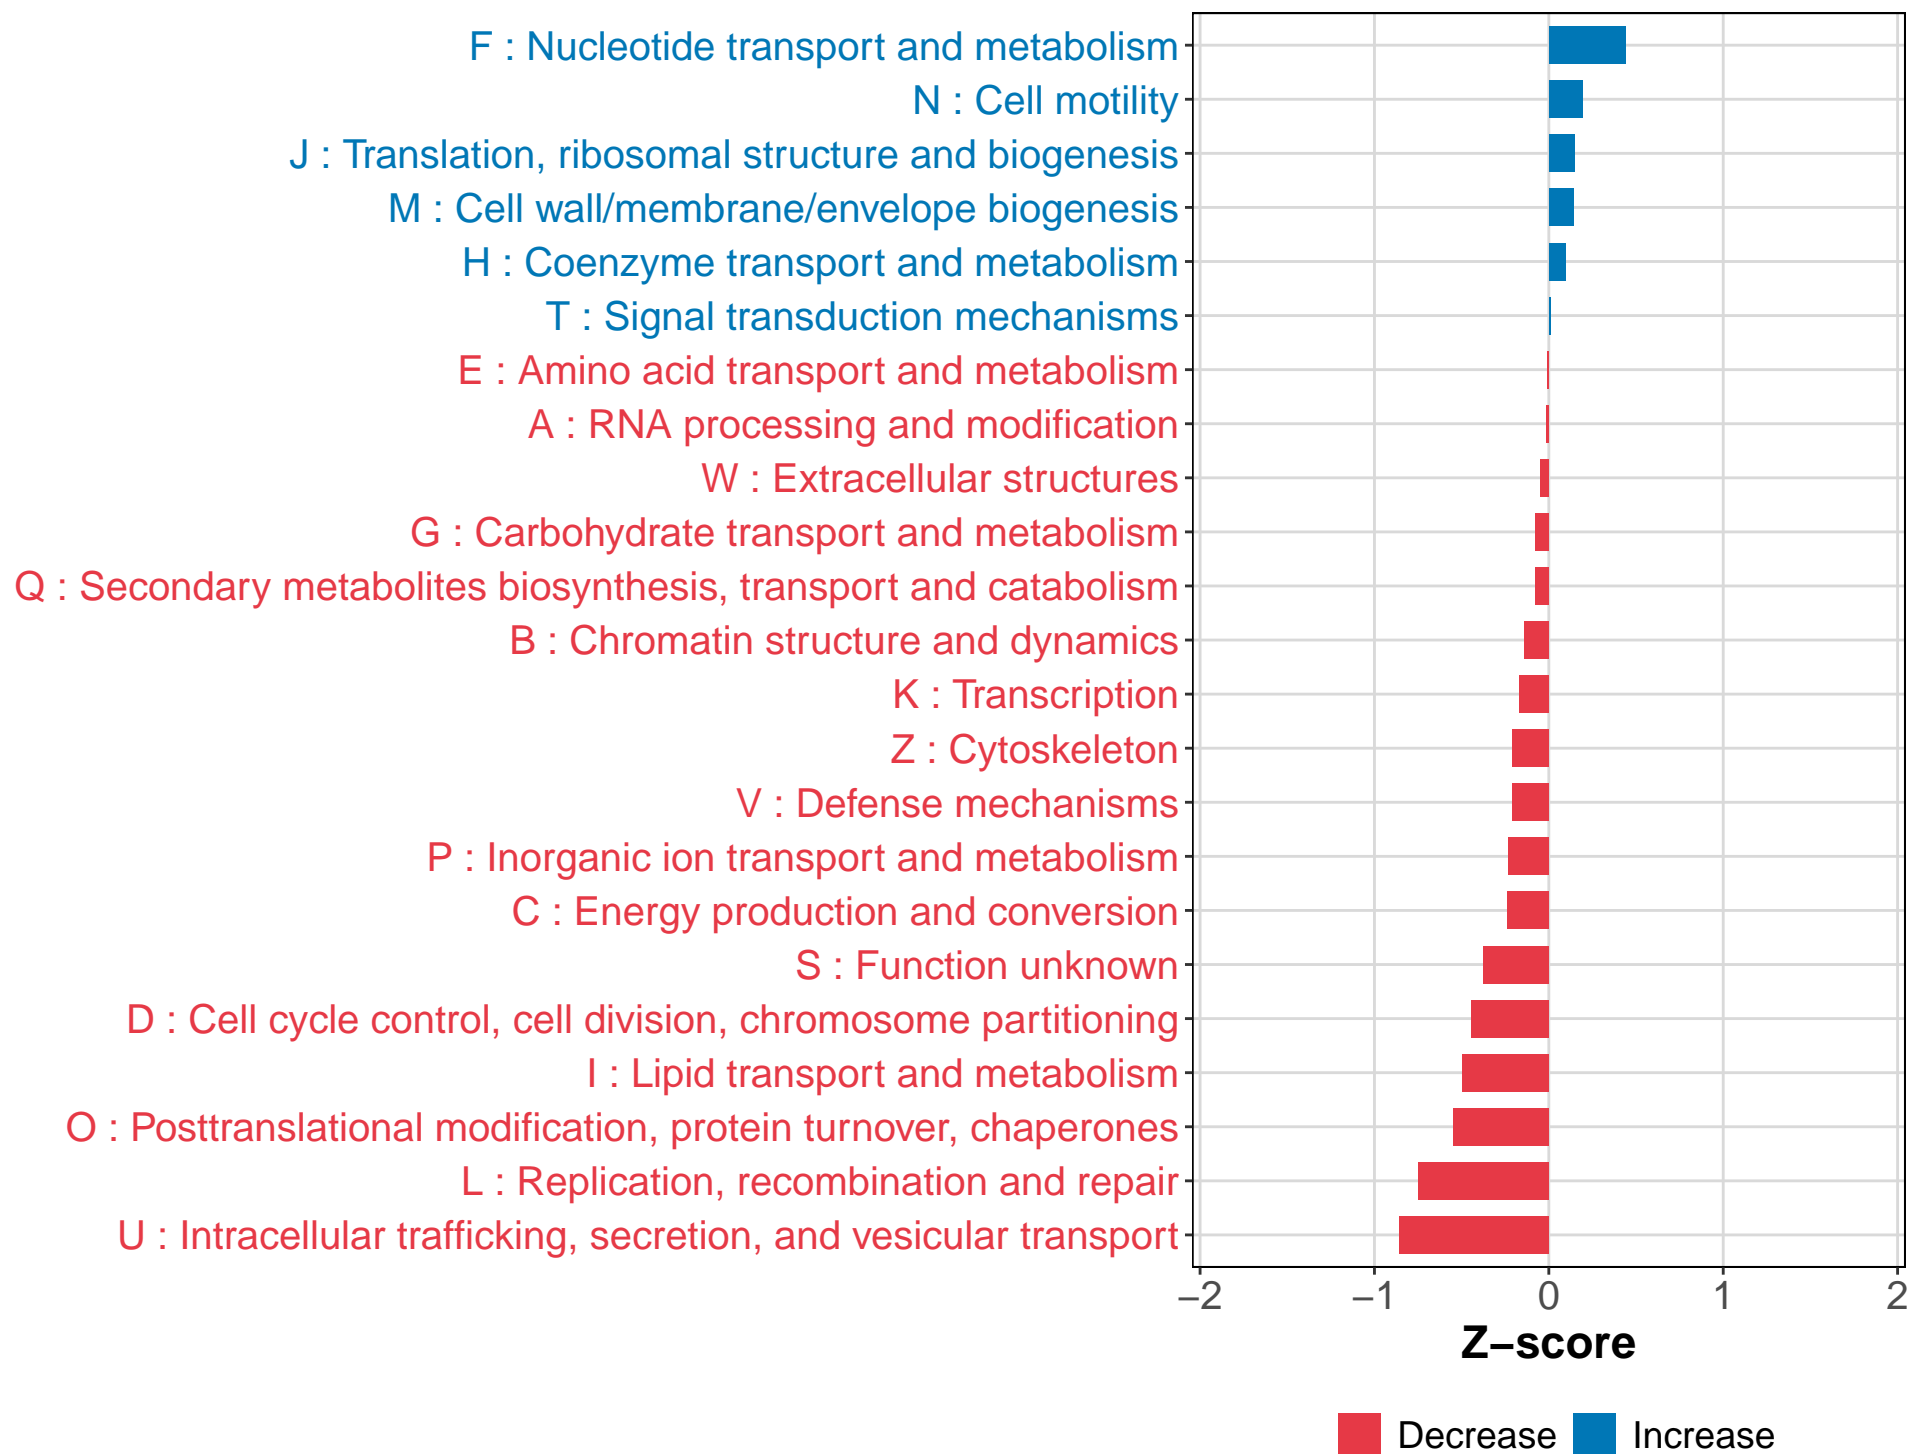 F : Nucleotide transport and metabolism
N : Cell motility
J : Translation, ribosomal structure and biogenesis
M : Cell wall/membrane/envelope biogenesis
H : Coenzyme transport and metabolism
T : Signal transduction mechanisms
E : Amino acid transport and metabolism
A : RNA processing and modification
W : Extracellular structures
G : Carbohydrate transport and metabolism
Q : Secondary metabolites biosynthesis, transport and catabolism
B : Chromatin structure and dynamics
K : Transcription
Z : Cytoskeleton
V : Defense mechanisms
P : Inorganic ion transport and metabolism
C : Energy production and conversion
S : Function unknown
D : Cell cycle control, cell division, chromosome partitioning
I : Lipid transport and metabolism
O : Posttranslational modification, protein turnover, chaperones
L : Replication, recombination and repair
U : Intracellular trafficking, secretion, and vesicular transport
−2 −1 0 1 2
Z−score
Decrease Increase